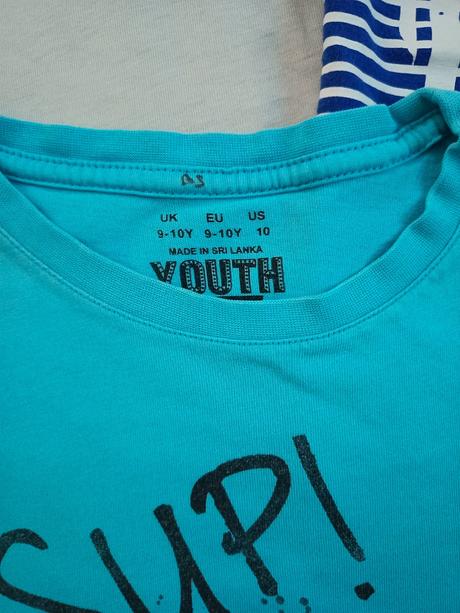 UK EU US
9-10Y 9-10Y 10
MADE IN SRI LANKA
YOUTH
SUP!